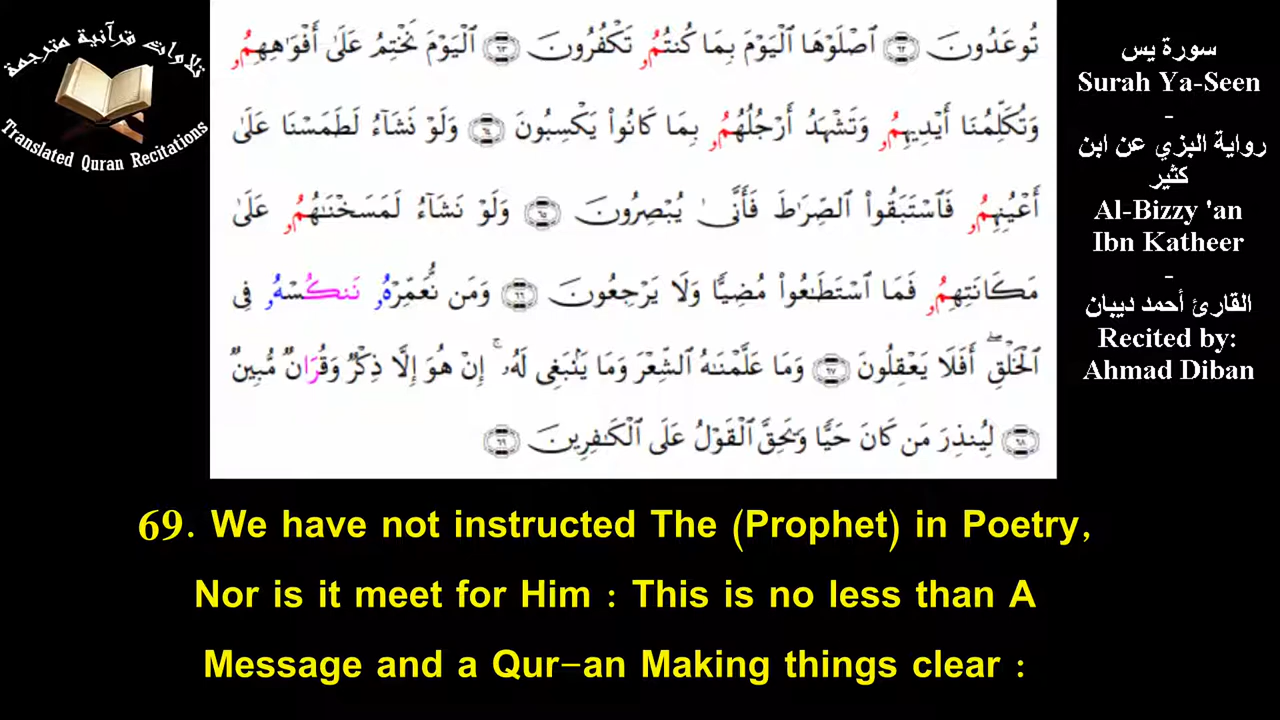 تلاوات قرآنية مترجمة
Translated Quran Recitations
تُوعَدُونَ ٦٢ ٱصْلَوْهَا ٱلْيَوْمَ بِمَا كُنتُمُۥ تَكْفُرُونَ ٦٣ ٱلْيَوْمَ نَخْتِمُ عَلَىٰٓ أَفْوَٰهِهِمُۥ
وَتُكَلِّمُنَا أَيْدِيهِمُۥ وَتَشْهَدُ أَرْجُلُهُمُۥ بِمَا كَانُوا۟ يَكْسِبُونَ ٦٤ وَلَوْ نَشَآءُ لَطَمَسْنَا عَلَىٰ
أَعْيُنِهِمُۥ فَٱسْتَبَقُوا۟ ٱلصِّرَٰطَ فَأَنَّىٰ يُبْصِرُونَ ٦٥ وَلَوْ نَشَآءُ لَمَسَخْنَٰهُمُۥ عَلَىٰ
مَكَانَتِهِمُۥ فَمَا ٱسْتَطَٰعُوا۟ مُضِيًّا وَلَا يَرْجِعُونَ ٦٦ وَمَن نُّعَمِّرْهُۥ نَنكُسْهُۥ فِى
ٱلْخَلْقِ ۖ أَفَلَا يَعْقِلُونَ ٦٧ وَمَا عَلَّمْنَٰهُ ٱلشِّعْرَ وَمَا يَنۢبَغِى لَهُۥٓ ۚ إِنْ هُوَ إِلَّا ذِكْرٌ وَقُرَانٌ مُّبِينٌ
٦٨ لِيُنذِرَ مَن كَانَ حَيًّا وَيَحِقَّ ٱلْقَوْلُ عَلَى ٱلْكَٰفِرِينَ ٦٩
سورة يس
Surah Ya-Seen
-
رواية البزي عن ابن
كثير
Al-Bizzy 'an
Ibn Katheer
-
القارئ أحمد ديبان
Recited by:
Ahmad Diban
69. We have not instructed The (Prophet) in Poetry,
Nor is it meet for Him : This is no less than A
Message and a Qur-an Making things clear :